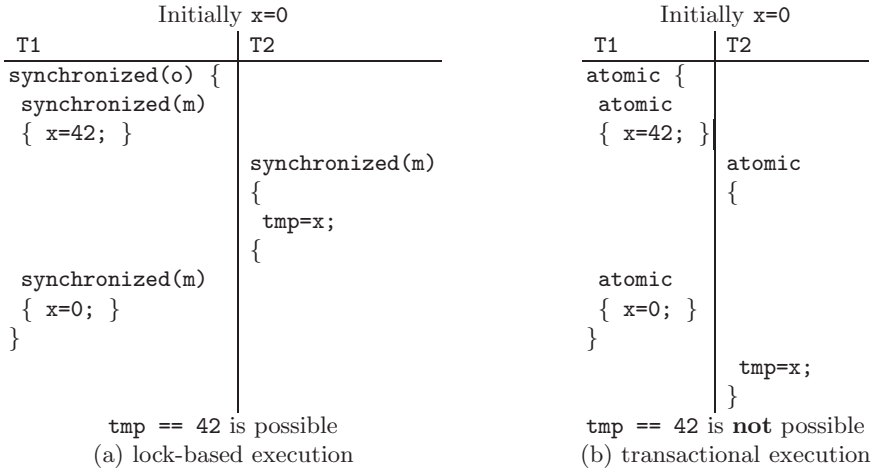 Initially x=0
T1 T2
synchronized(o) {
synchronized(m)
{ x=42; }
synchronized(m)
{
tmp=x;
{
synchronized(m)
{ x=0; }
}
tmp == 42 is possible
(a) lock-based execution
Initially x=0
T1 T2
atomic {
atomic
{ x=42; }
atomic
{
atomic
{ x=0; }
}
tmp=x;
}
tmp == 42 is not possible
(b) transactional execution